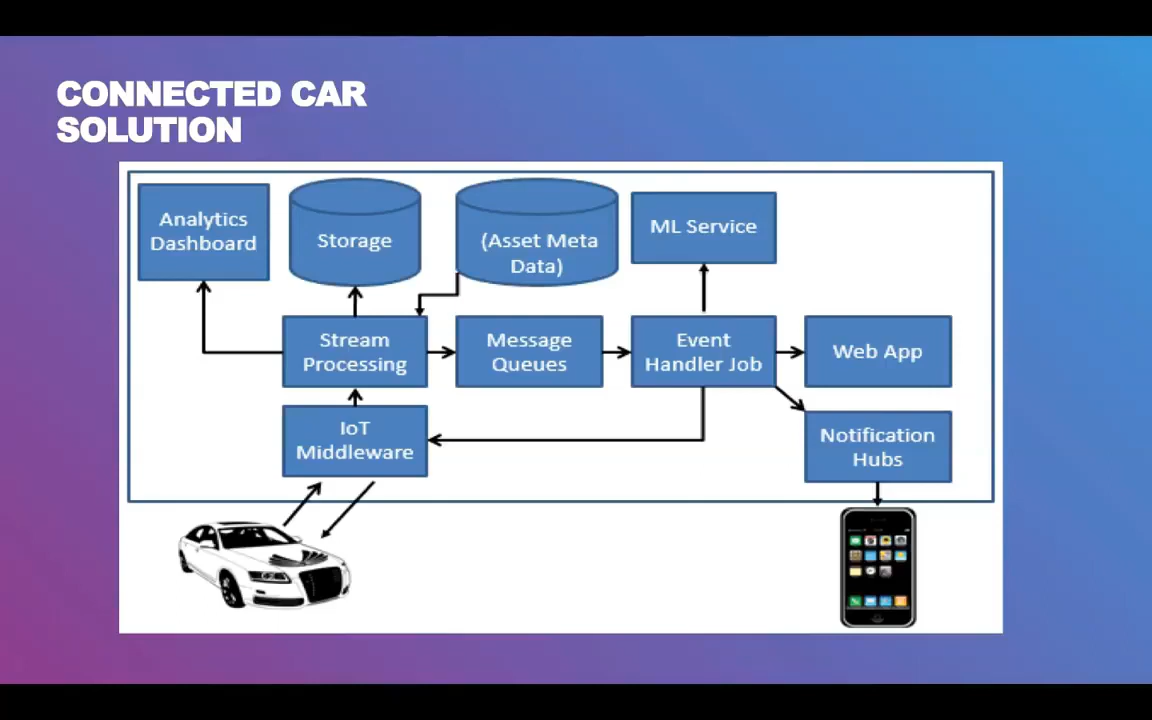 CONNECTED CAR
SOLUTION
Analytics
Dashboard
Storage
(Asset Meta
Data)
ML Service
Stream
Processing
Message
Queues
Event
Handler Job
Web App
IoT
Middleware
Notification
Hubs